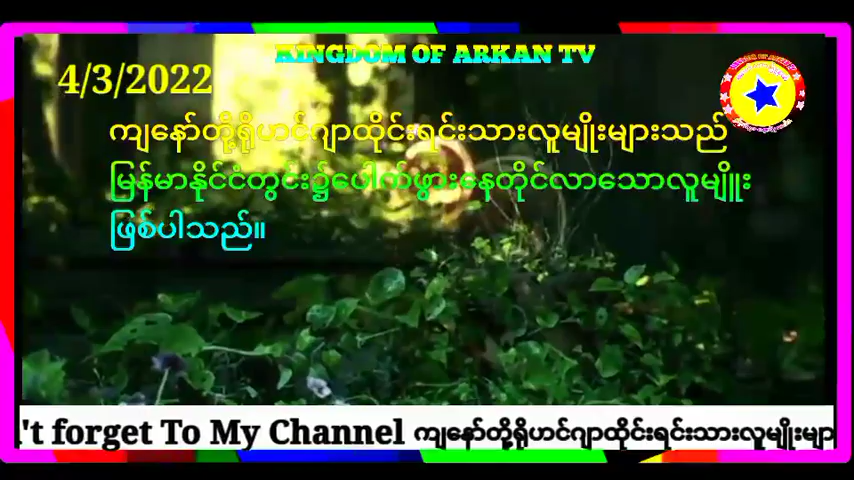 KINGDOM OF ARKAN TV
4/3/2022
ကျနော်တို့ရိုဟင်ဂျာထိုင်းရင်းသားလူမျိုးများသည်
မြန်မာနိုင်ငံတွင်း၌ပေါက်ဖွားနေတိုင်လာသောလူမျိုး
ဖြစ်ပါသည်။
't forget To My Channel ကျနော်တို့ရိုဟင်ဂျာထိုင်းရင်းသားလူမျိုးမျာ